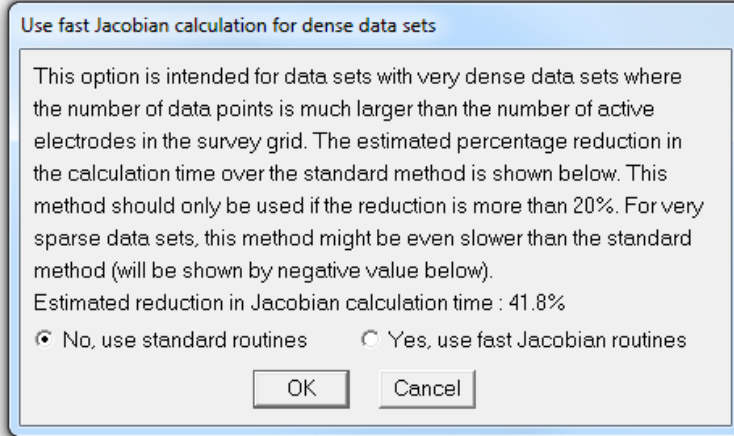 Use fast Jacobian calculation for dense data sets
This option is intended for data sets with very dense data sets where
the number of data points is much larger than the number of active
electrodes in the survey grid. The estimated percentage reduction in
the calculation time over the standard method is shown below. This
method should only be used if the reduction is more than 20%. For very
sparse data sets, this method might be even slower than the standard
method (will be shown by negative value below).
Estimated reduction in Jacobian calculation time : 41.8%
No, use standard routines Yes, use fast Jacobian routines
OK Cancel